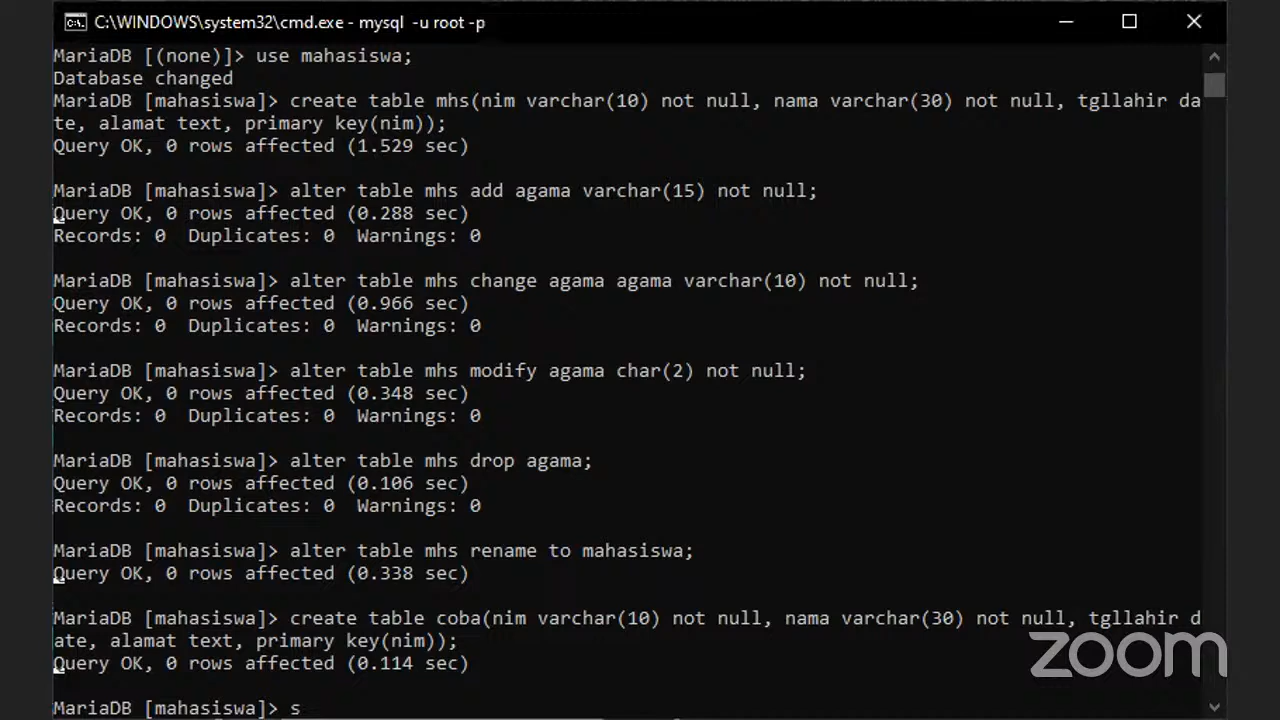 C:\WINDOWS\system32\cmd.exe - mysql -u root -p
MariaDB [(none)]> use mahasiswa;
Database changed
MariaDB [mahasiswa]> create table mhs(nim varchar(10) not null, nama varchar(30) not null, tgllahir da
te, alamat text, primary key(nim));
Query OK, 0 rows affected (1.529 sec)
MariaDB [mahasiswa]> alter table mhs add agama varchar(15) not null;
Query OK, 0 rows affected (0.288 sec)
Records: 0  Duplicates: 0  Warnings: 0
MariaDB [mahasiswa]> alter table mhs change agama agama varchar(10) not null;
Query OK, 0 rows affected (0.966 sec)
Records: 0  Duplicates: 0  Warnings: 0
MariaDB [mahasiswa]> alter table mhs modify agama char(2) not null;
Query OK, 0 rows affected (0.348 sec)
Records: 0  Duplicates: 0  Warnings: 0
MariaDB [mahasiswa]> alter table mhs drop agama;
Query OK, 0 rows affected (0.106 sec)
Records: 0  Duplicates: 0  Warnings: 0
MariaDB [mahasiswa]> alter table mhs rename to mahasiswa;
Query OK, 0 rows affected (0.338 sec)
MariaDB [mahasiswa]> create table coba(nim varchar(10) not null, nama varchar(30) not null, tgllahir d
ate, alamat text, primary key(nim));
Query OK, 0 rows affected (0.114 sec)
MariaDB [mahasiswa]> s
zoom